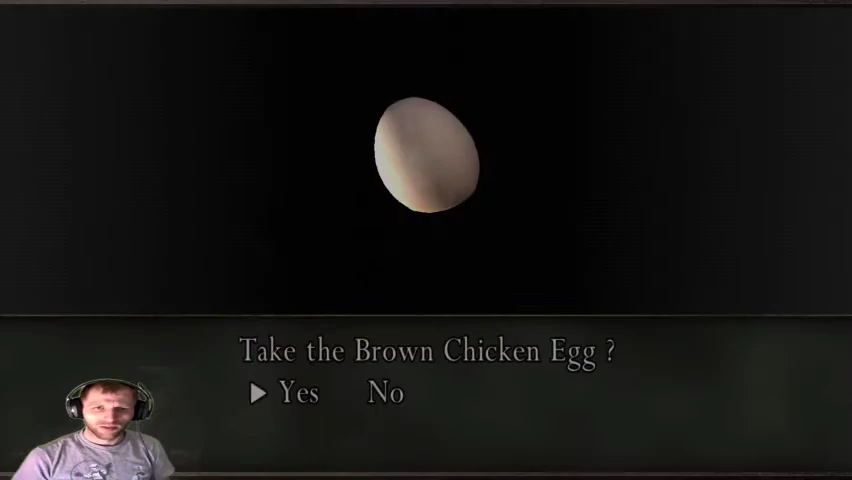 Take the Brown Chicken Egg ?
Yes No